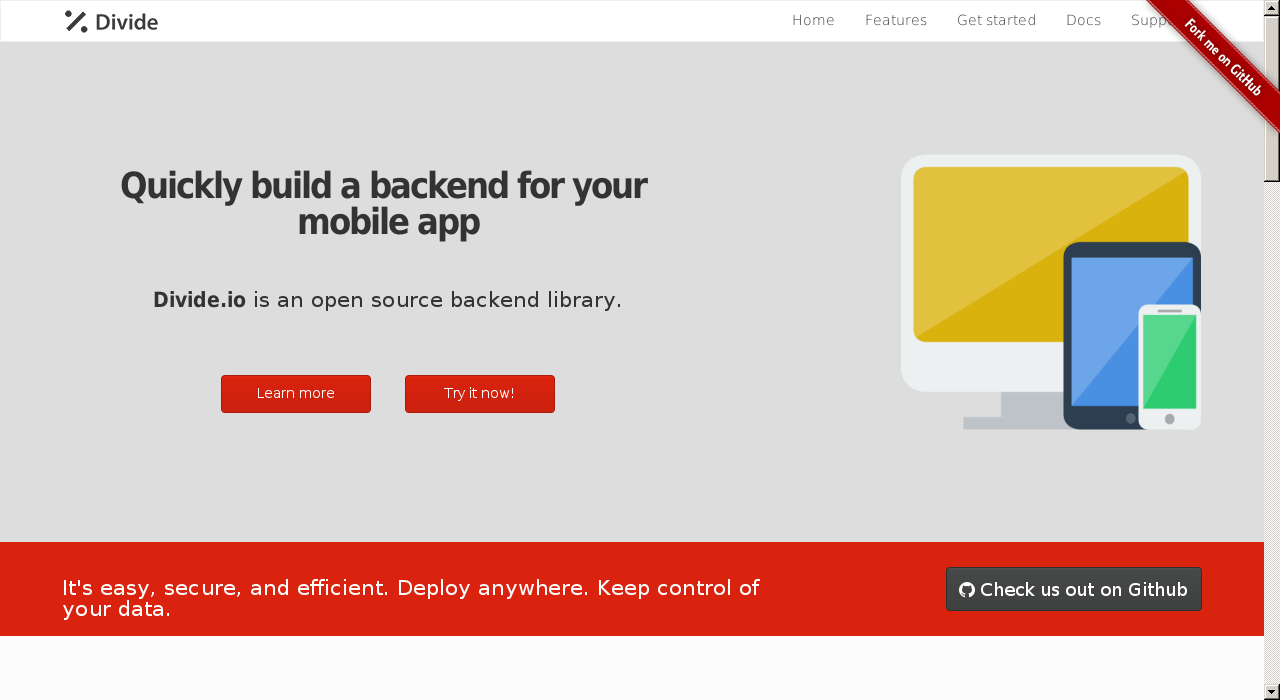 Divide
Home
Features
Get started
Docs
Fork me on GitHub
Quickly build a backend for your
mobile app
Divide.io is an open source backend library.
Learn more
Try it now!
It's easy, secure, and efficient. Deploy anywhere. Keep control of
your data.
Check us out on Github